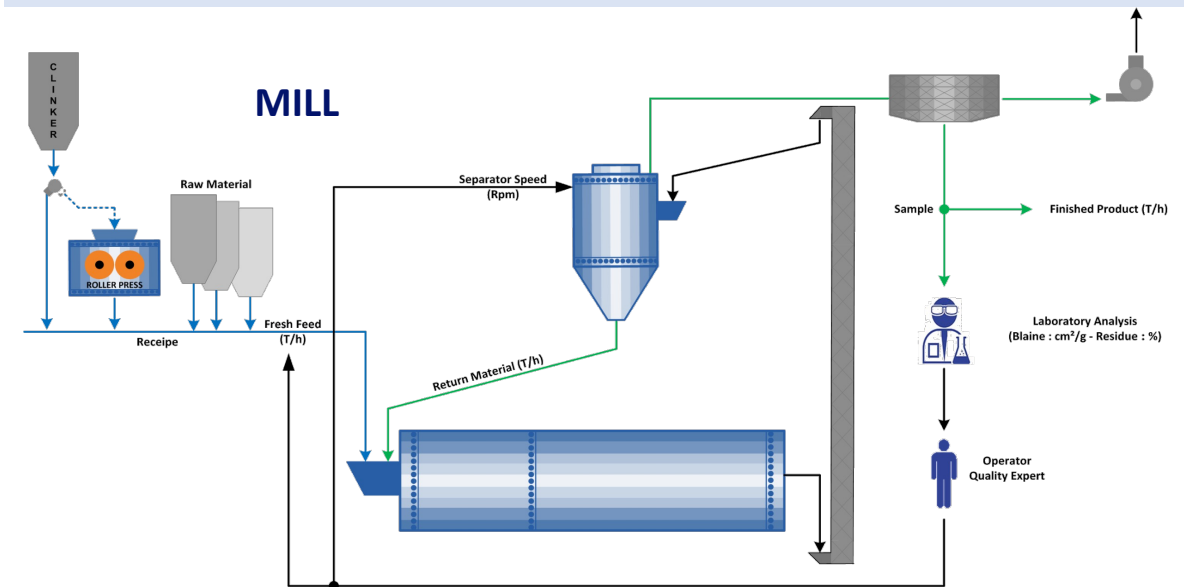 CLINKER
MILL
Raw Material
Separator Speed
(Rpm)
Sample
Finished Product (T/h)
ROLLER PRESS
Fresh Feed
(T/h)
Receipe
Laboratory Analysis
(Blaine : cm²/g - Residue : %)
Return Material (T/h)
Operator
Quality Expert